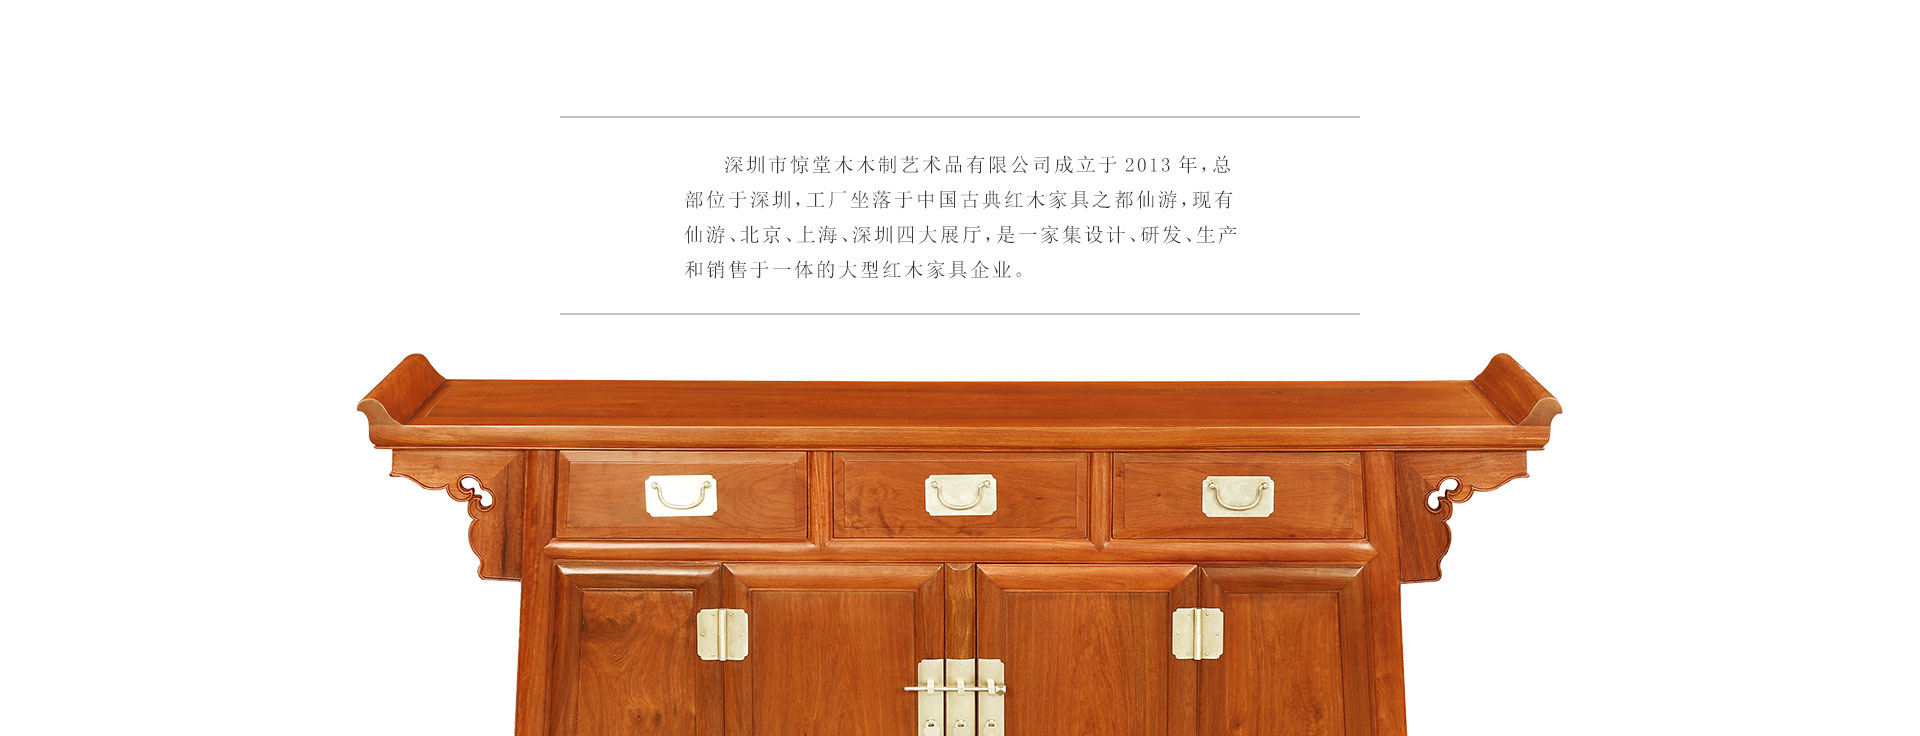 深圳市惊堂木木制艺术品有限公司成立于 2013 年，总
部位于深圳，工厂坐落于中国古典红木家具之都仙游，现有
仙游、北京、上海、深圳四大展厅，是一家集设计、研发、生产
和销售于一体的大型红木家具企业。